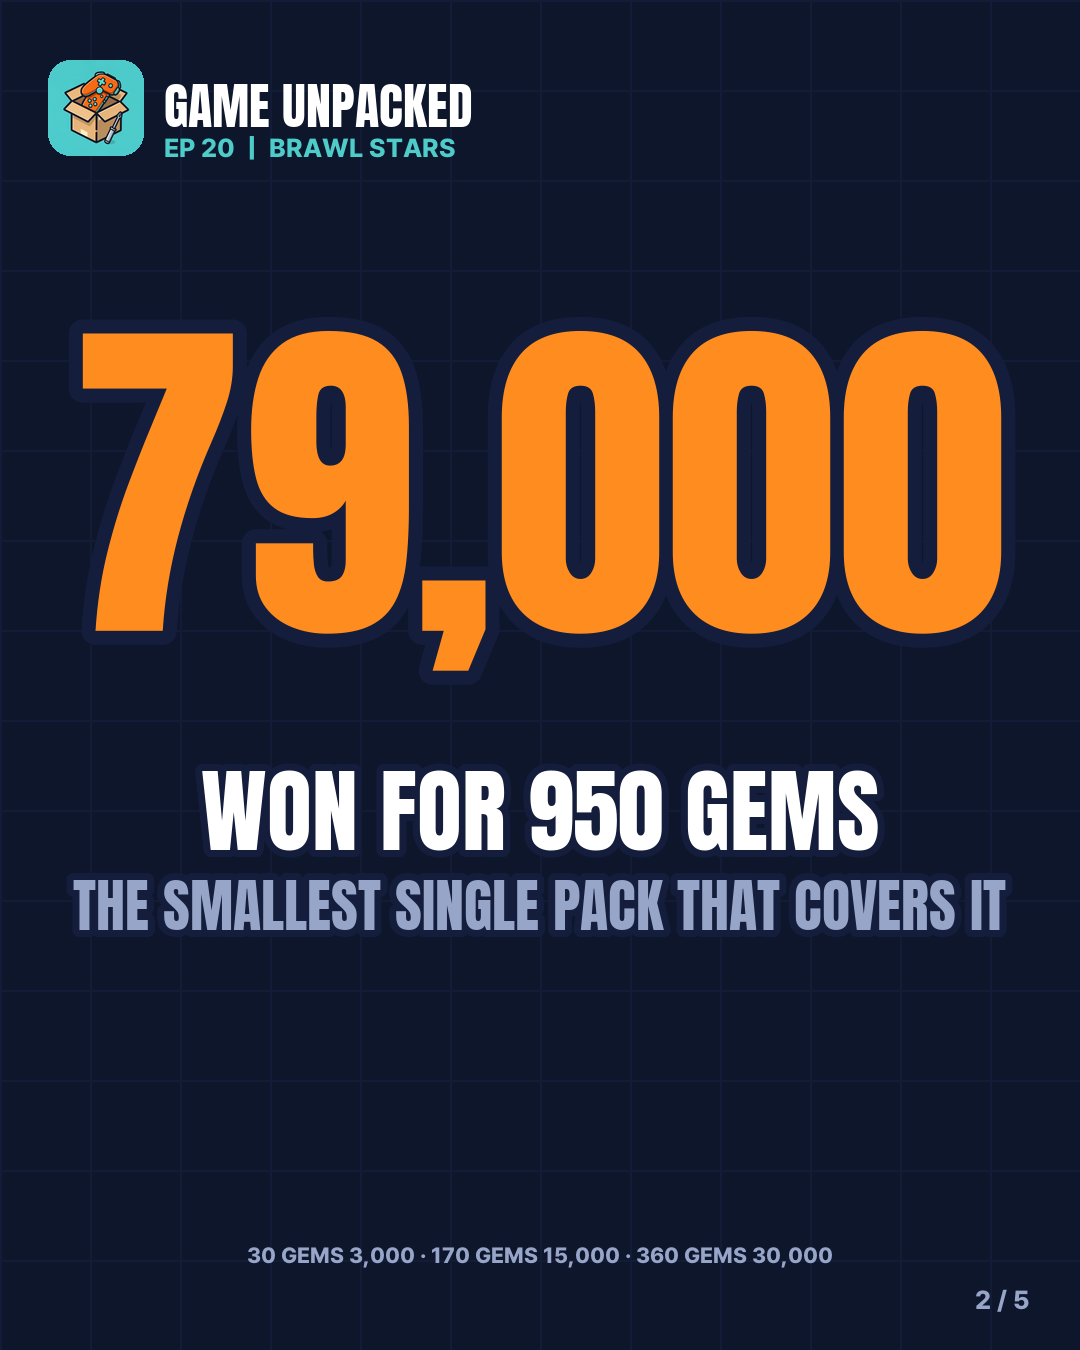 GAME UNPACKED
EP 20 | BRAWL STARS
79,000
WON FOR 950 GEMS
THE SMALLEST SINGLE PACK THAT COVERS IT
30 GEMS 3,000 · 170 GEMS 15,000 · 360 GEMS 30,000
2 / 5